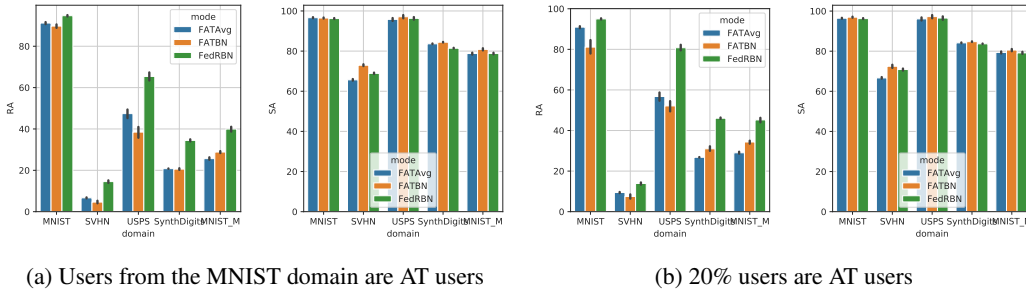 mode
FATAvg
FATBN
FedRBN
RA
80
60
40
20
0
MNIST
SVHN
USPS
SynthDigits
MNIST_M
domain
SA
100
80
60
40
20
0
mode
FATAvg
FATBN
FedRBN
MNIST
SVHN
USPS
SynthDigits
MNIST_M
domain
RA
100
80
60
40
20
0
mode
FATAvg
FATBN
FedRBN
MNIST
SVHN
USPS
SynthDigits
MNIST_M
domain
SA
100
80
60
40
20
0
mode
FATAvg
FATBN
FedRBN
MNIST
SVHN
USPS
SynthDigits
MNIST_M
domain
(a) Users from the MNIST domain are AT users
(b) 20% users are AT users